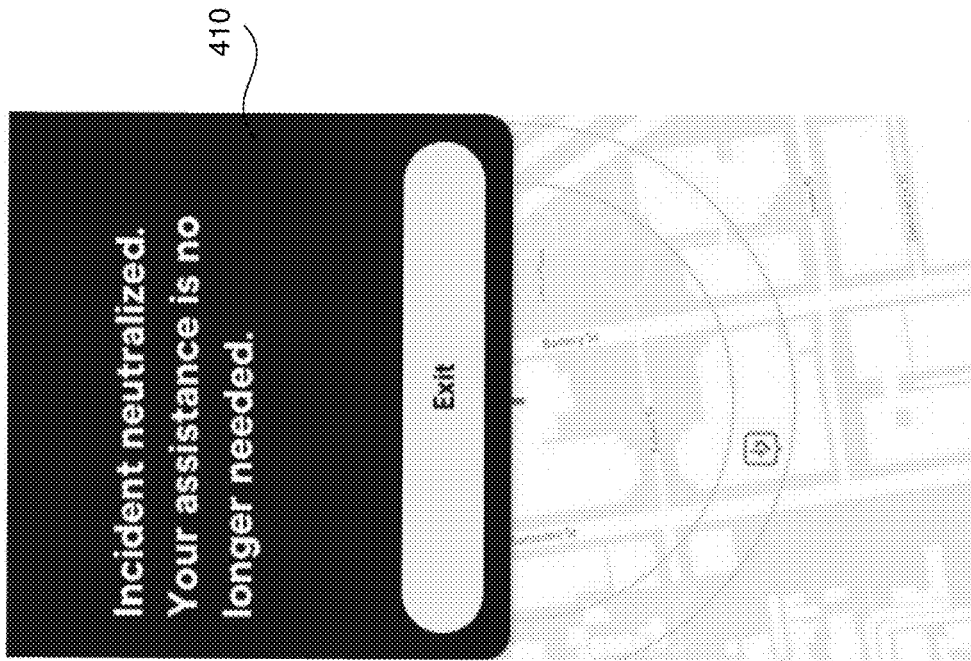 410
Incident neutralized.
Your assistance is no
longer needed.
Exit